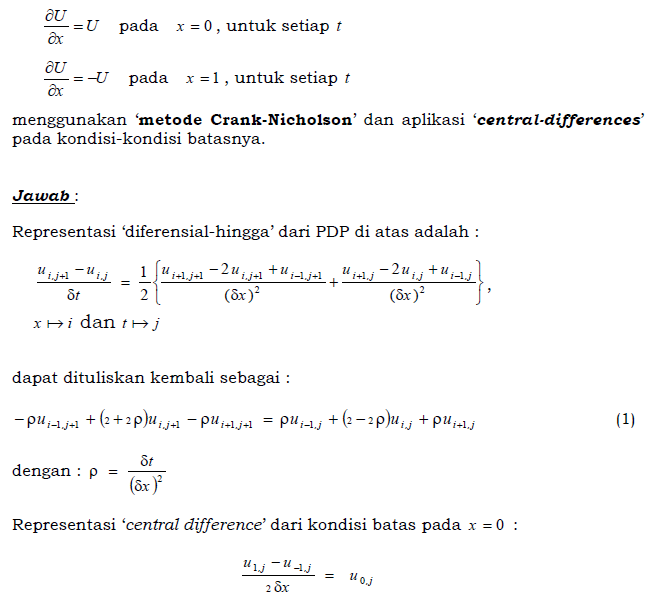 ∂U/∂x = U pada x = 0 , untuk setiap t
∂U/∂x = −U pada x = 1 , untuk setiap t
menggunakan ‘metode Crank-Nicholson’ dan aplikasi ‘central-differences’
pada kondisi-kondisi batasnya.
Jawab :
Representasi ‘diferensial-hingga’ dari PDP di atas adalah :
(u_{i,j+1} − u_{i,j})/δt = 1/2 {(u_{i+1,j+1} − 2u_{i,j+1} + u_{i−1,j+1})/(δx)² + (u_{i+1,j} − 2u_{i,j} + u_{i−1,j})/(δx)²} ,
x ↦ i dan t ↦ j
dapat dituliskan kembali sebagai :
−ρu_{i−1,j+1} + (2 + 2ρ)u_{i,j+1} − ρu_{i+1,j+1} = ρu_{i−1,j} + (2 − 2ρ)u_{i,j} + ρu_{i+1,j} (1)
dengan : ρ = δt/(δx)²
Representasi ‘central difference’ dari kondisi batas pada x = 0 :
(u_{1,j} − u_{−1,j})/(2 δx) = u_{0,j}